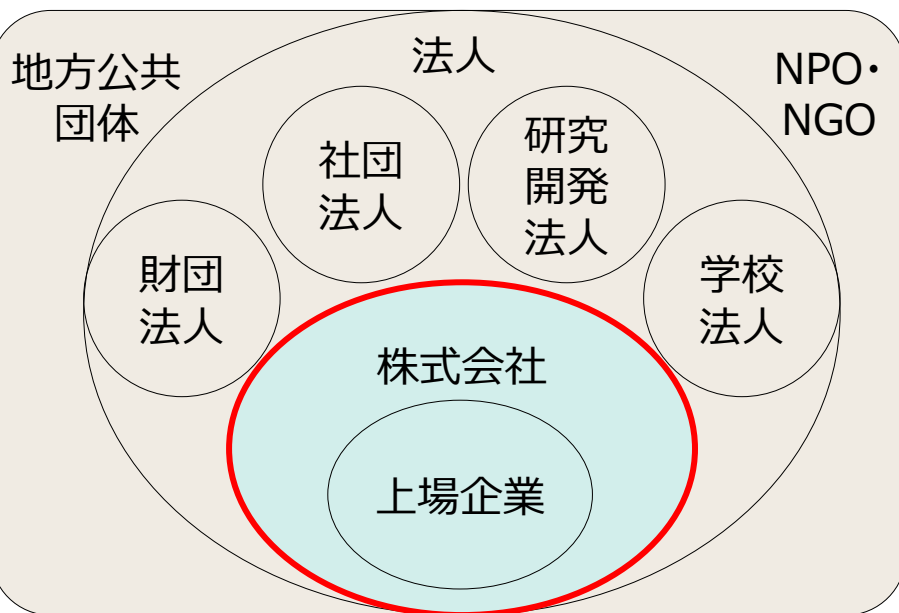 地方公共
団体
法人
NPO・
NGO
社団
法人
研究
開発
法人
財団
法人
学校
法人
株式会社
上場企業